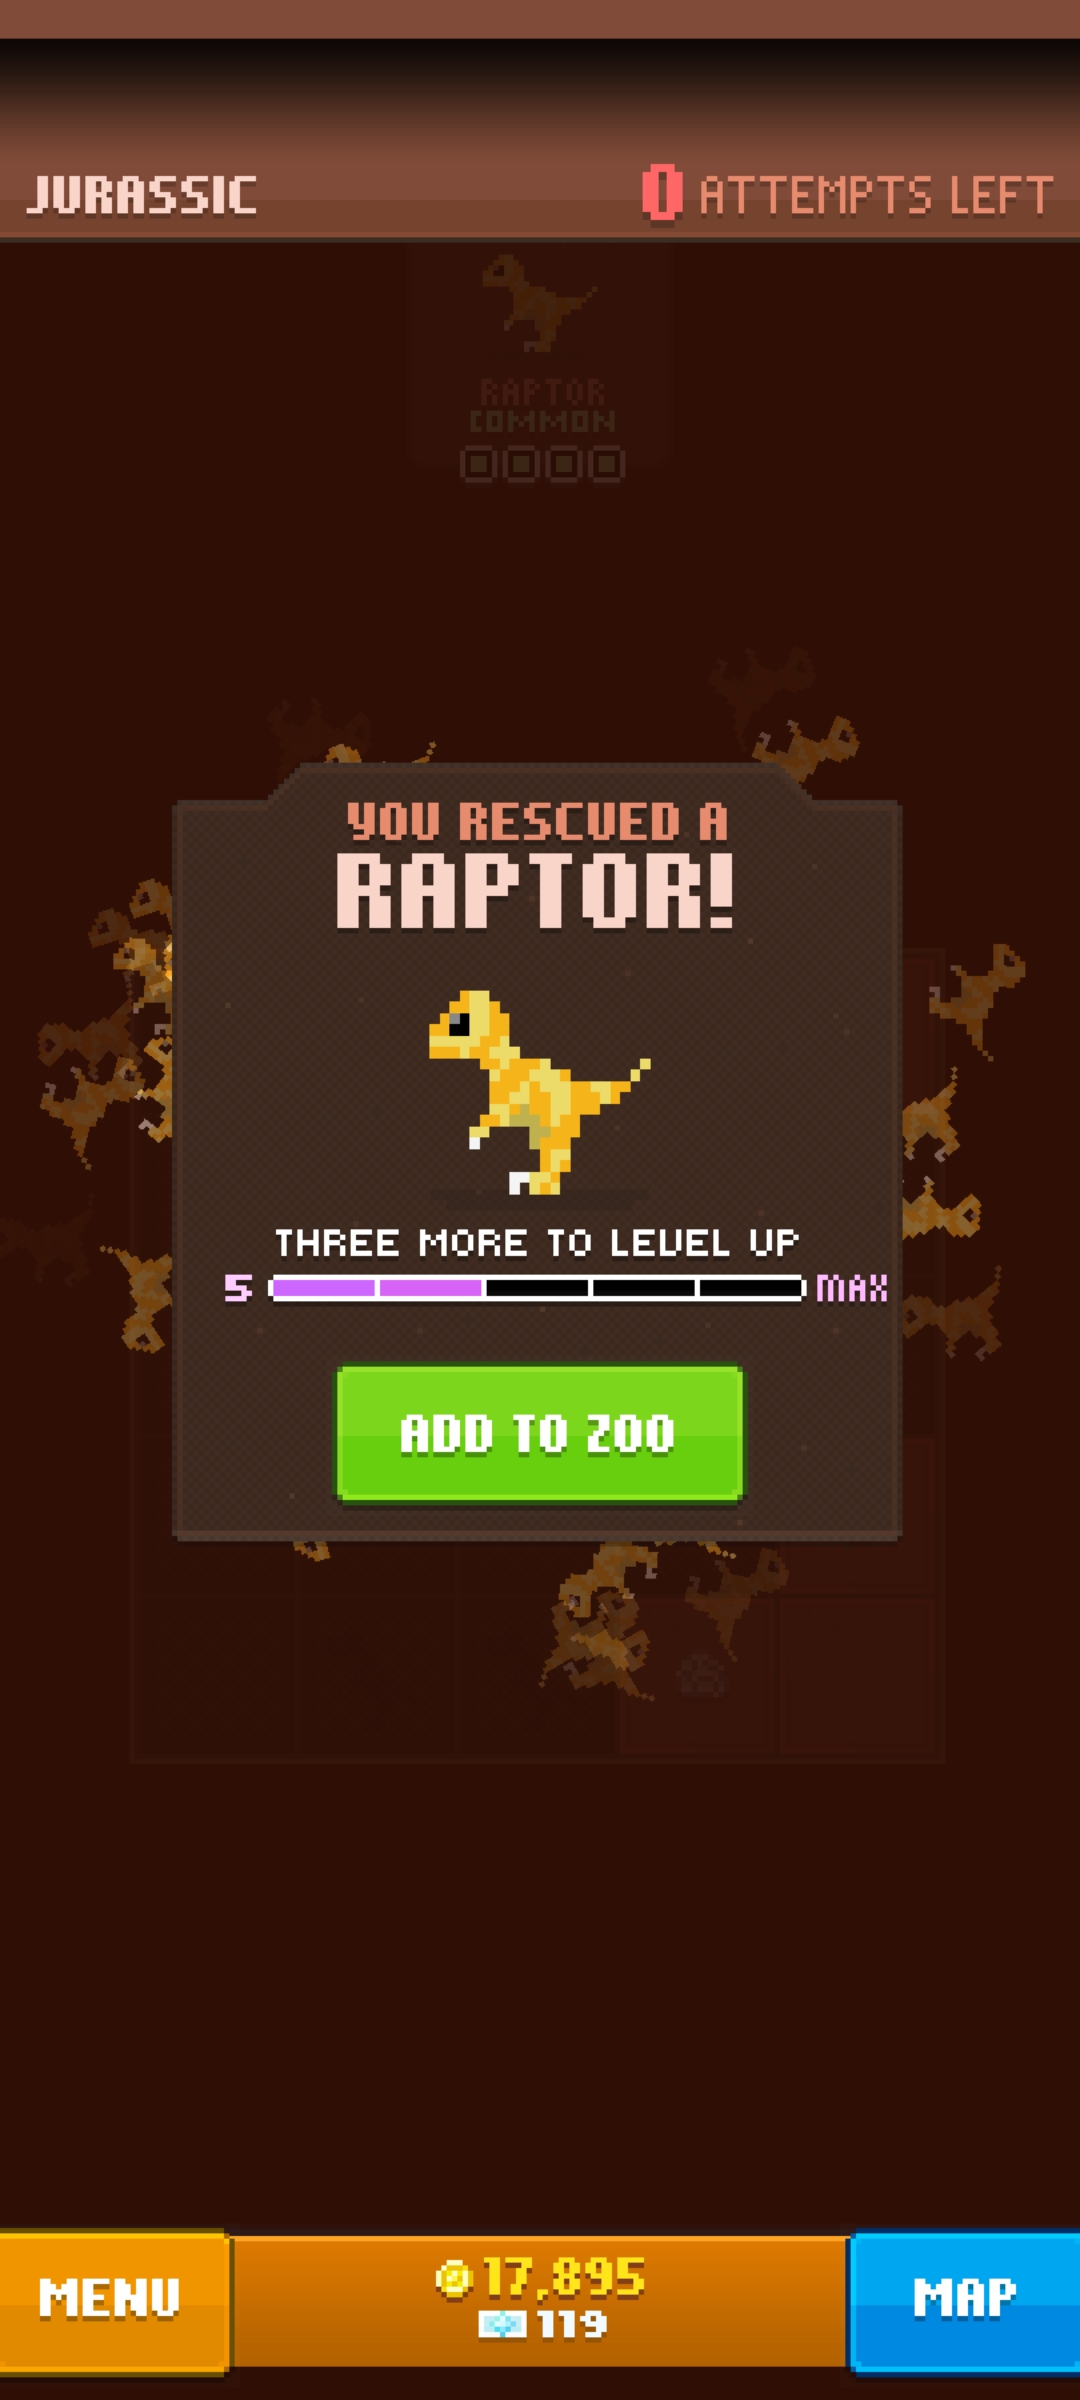 JURASSIC
0 ATTEMPTS LEFT
RAPTOR
COMMON
YOU RESCUED A
RAPTOR!
THREE MORE TO LEVEL UP
5 MAX
ADD TO ZOO
MENU
17,895
119
MAP